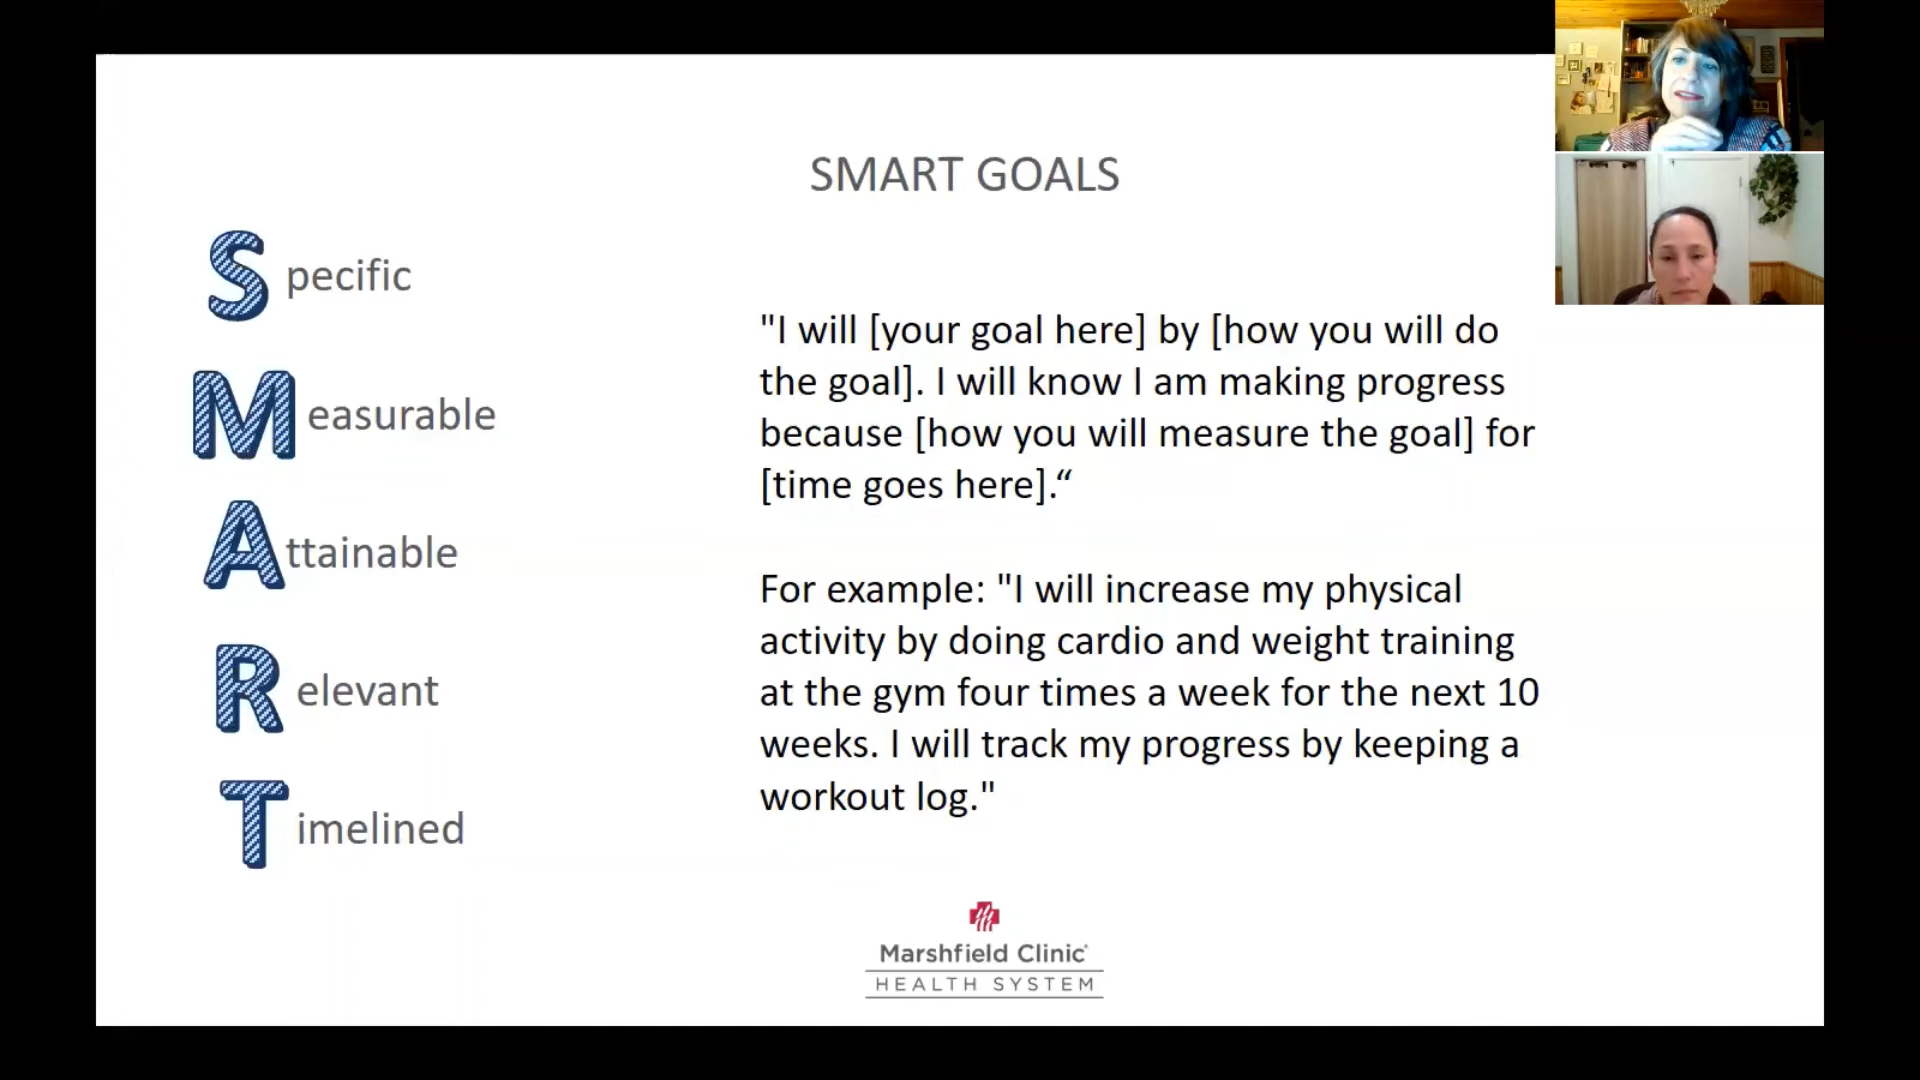 SMART GOALS
Specific
Measurable
Attainable
Relevant
Timelined
"I will [your goal here] by [how you will do
the goal]. I will know I am making progress
because [how you will measure the goal] for
[time goes here].“
For example: "I will increase my physical
activity by doing cardio and weight training
at the gym four times a week for the next 10
weeks. I will track my progress by keeping a
workout log."
Marshfield Clinic
HEALTH SYSTEM